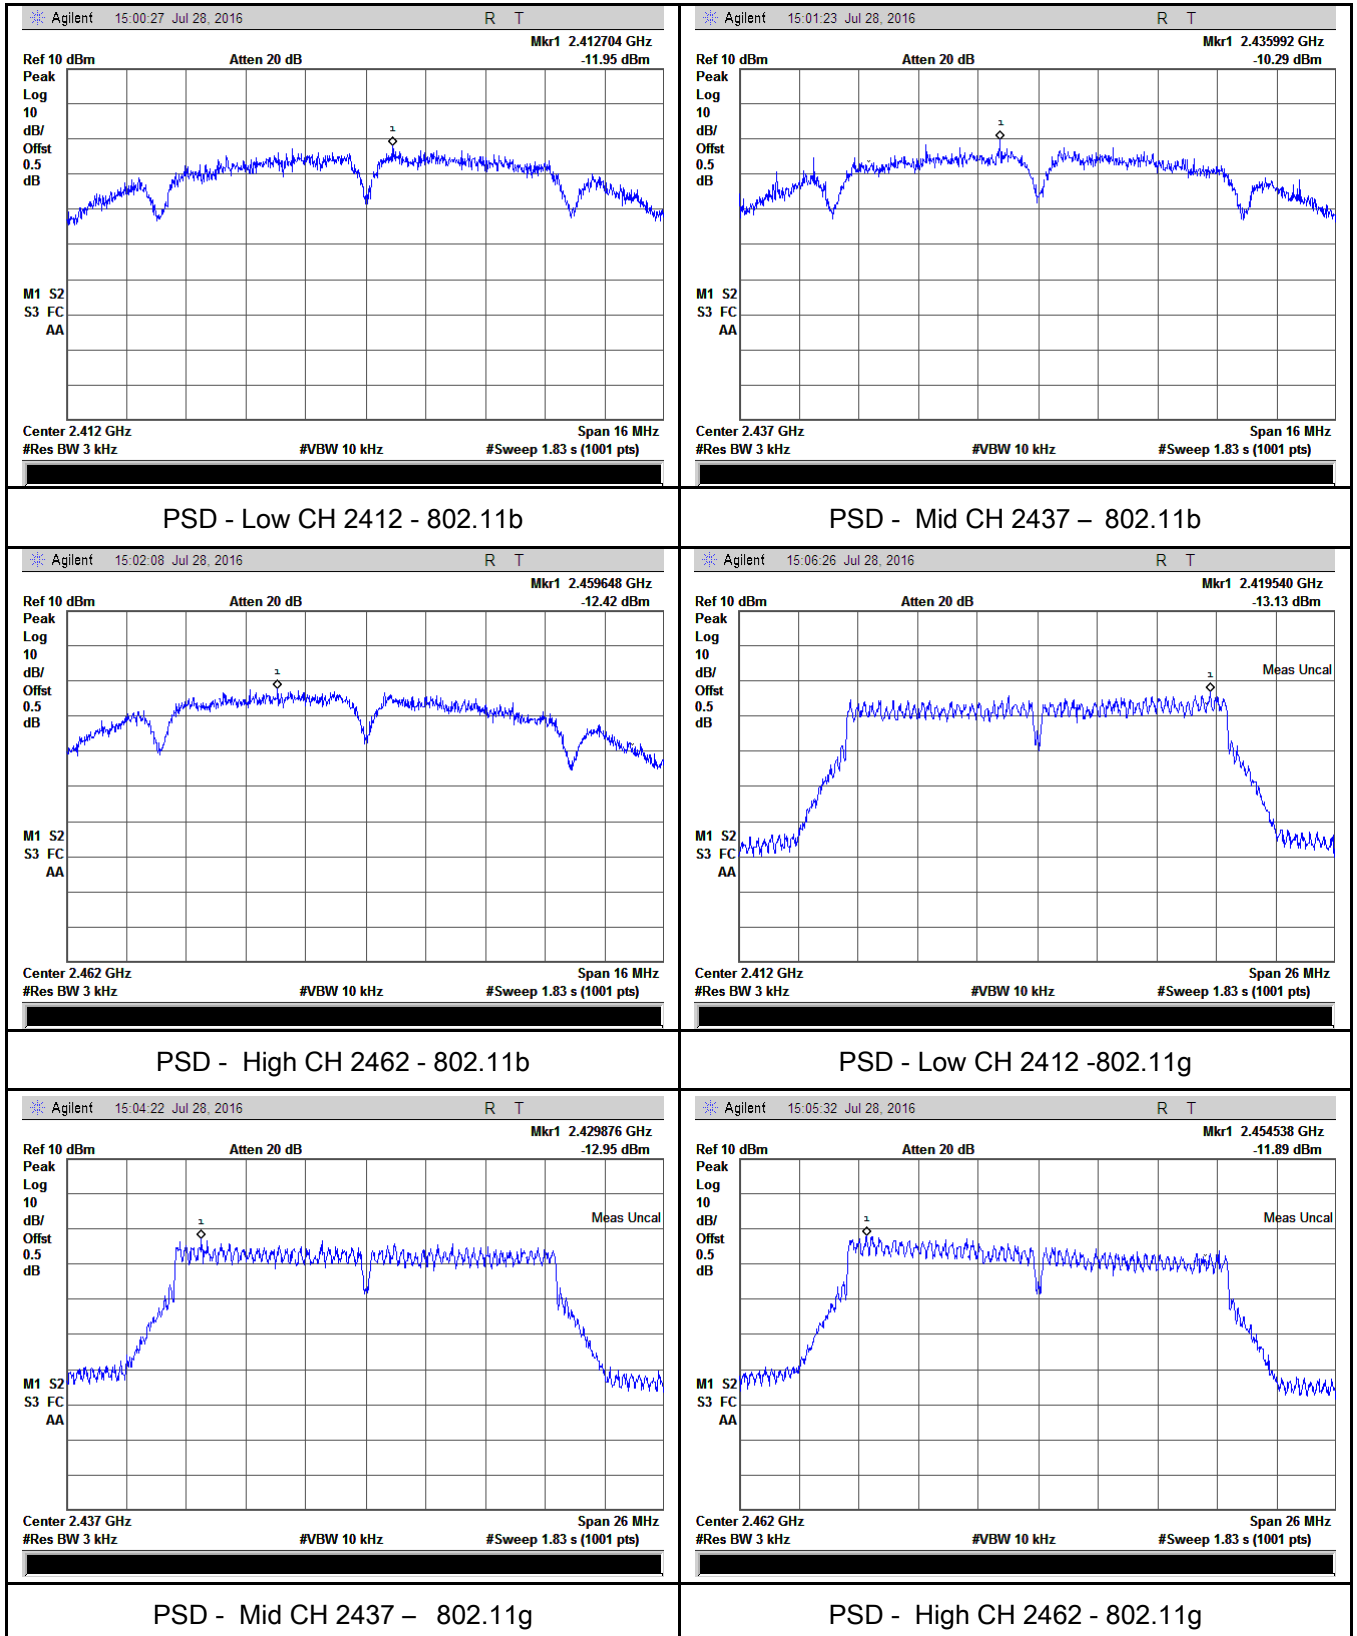 Agilent 15:00:27 Jul 28, 2016 R T
Mkr1 2.412704 GHz
Ref 10 dBm Atten 20 dB -11.95 dBm
Peak
Log
10
dB/
Offst
0.5
dB
1
M1 S2
S3 FC
AA
Center 2.412 GHz Span 16 MHz
#Res BW 3 kHz #VBW 10 kHz #Sweep 1.83 s (1001 pts)
PSD - Low CH 2412 - 802.11b
Agilent 15:01:23 Jul 28, 2016 R T
Mkr1 2.435992 GHz
Ref 10 dBm Atten 20 dB -10.29 dBm
Peak
Log
10
dB/
Offst
0.5
dB
1
M1 S2
S3 FC
AA
Center 2.437 GHz Span 16 MHz
#Res BW 3 kHz #VBW 10 kHz #Sweep 1.83 s (1001 pts)
PSD - Mid CH 2437 – 802.11b
Agilent 15:02:08 Jul 28, 2016 R T
Mkr1 2.459648 GHz
Ref 10 dBm Atten 20 dB -12.42 dBm
Peak
Log
10
dB/
Offst
0.5
dB
1
M1 S2
S3 FC
AA
Center 2.462 GHz Span 16 MHz
#Res BW 3 kHz #VBW 10 kHz #Sweep 1.83 s (1001 pts)
PSD - High CH 2462 - 802.11b
Agilent 15:06:26 Jul 28, 2016 R T
Mkr1 2.419540 GHz
Ref 10 dBm Atten 20 dB -13.13 dBm
Peak
Log
10
dB/
Offst
0.5
dB
Meas Uncal
1
M1 S2
S3 FC
AA
Center 2.412 GHz Span 26 MHz
#Res BW 3 kHz #VBW 10 kHz #Sweep 1.83 s (1001 pts)
PSD - Low CH 2412 -802.11g
Agilent 15:04:22 Jul 28, 2016 R T
Mkr1 2.429876 GHz
Ref 10 dBm Atten 20 dB -12.95 dBm
Peak
Log
10
dB/
Offst
0.5
dB
Meas Uncal
1
M1 S2
S3 FC
AA
Center 2.437 GHz Span 26 MHz
#Res BW 3 kHz #VBW 10 kHz #Sweep 1.83 s (1001 pts)
PSD - Mid CH 2437 – 802.11g
Agilent 15:05:32 Jul 28, 2016 R T
Mkr1 2.454538 GHz
Ref 10 dBm Atten 20 dB -11.89 dBm
Peak
Log
10
dB/
Offst
0.5
dB
Meas Uncal
1
M1 S2
S3 FC
AA
Center 2.462 GHz Span 26 MHz
#Res BW 3 kHz #VBW 10 kHz #Sweep 1.83 s (1001 pts)
PSD - High CH 2462 - 802.11g